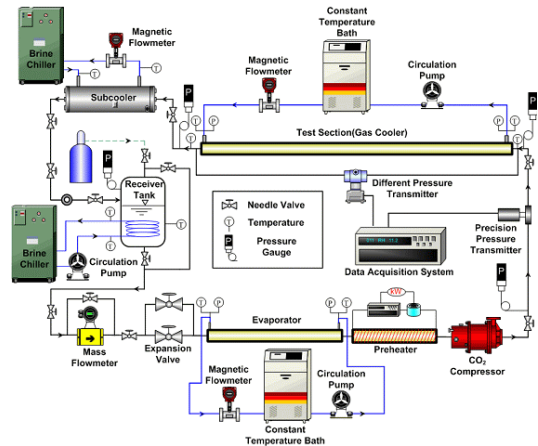 Brine
Chiller
Magnetic
Flowmeter
T
T
P
Subcooler
Constant
Temperature
Bath
Magnetic
Flowmeter
Circulation
Pump
P
T
P
P
T
Test Section(Gas Cooler)
T
T
P
Receiver
Tank
T
T
T
T
Brine
Chiller
Circulation
Pump
Needle Valve
T
Temperature
P
Pressure
Gauge
Different Pressure
Transmitter
Data Acquisition System
Precision
Pressure
Transmitter
P
Mass
Flowmeter
Expansion
Valve
T
P
Evaporator
P
T
kW
Preheater
CO₂
Compressor
Magnetic
Flowmeter
Circulation
Pump
Constant
Temperature Bath